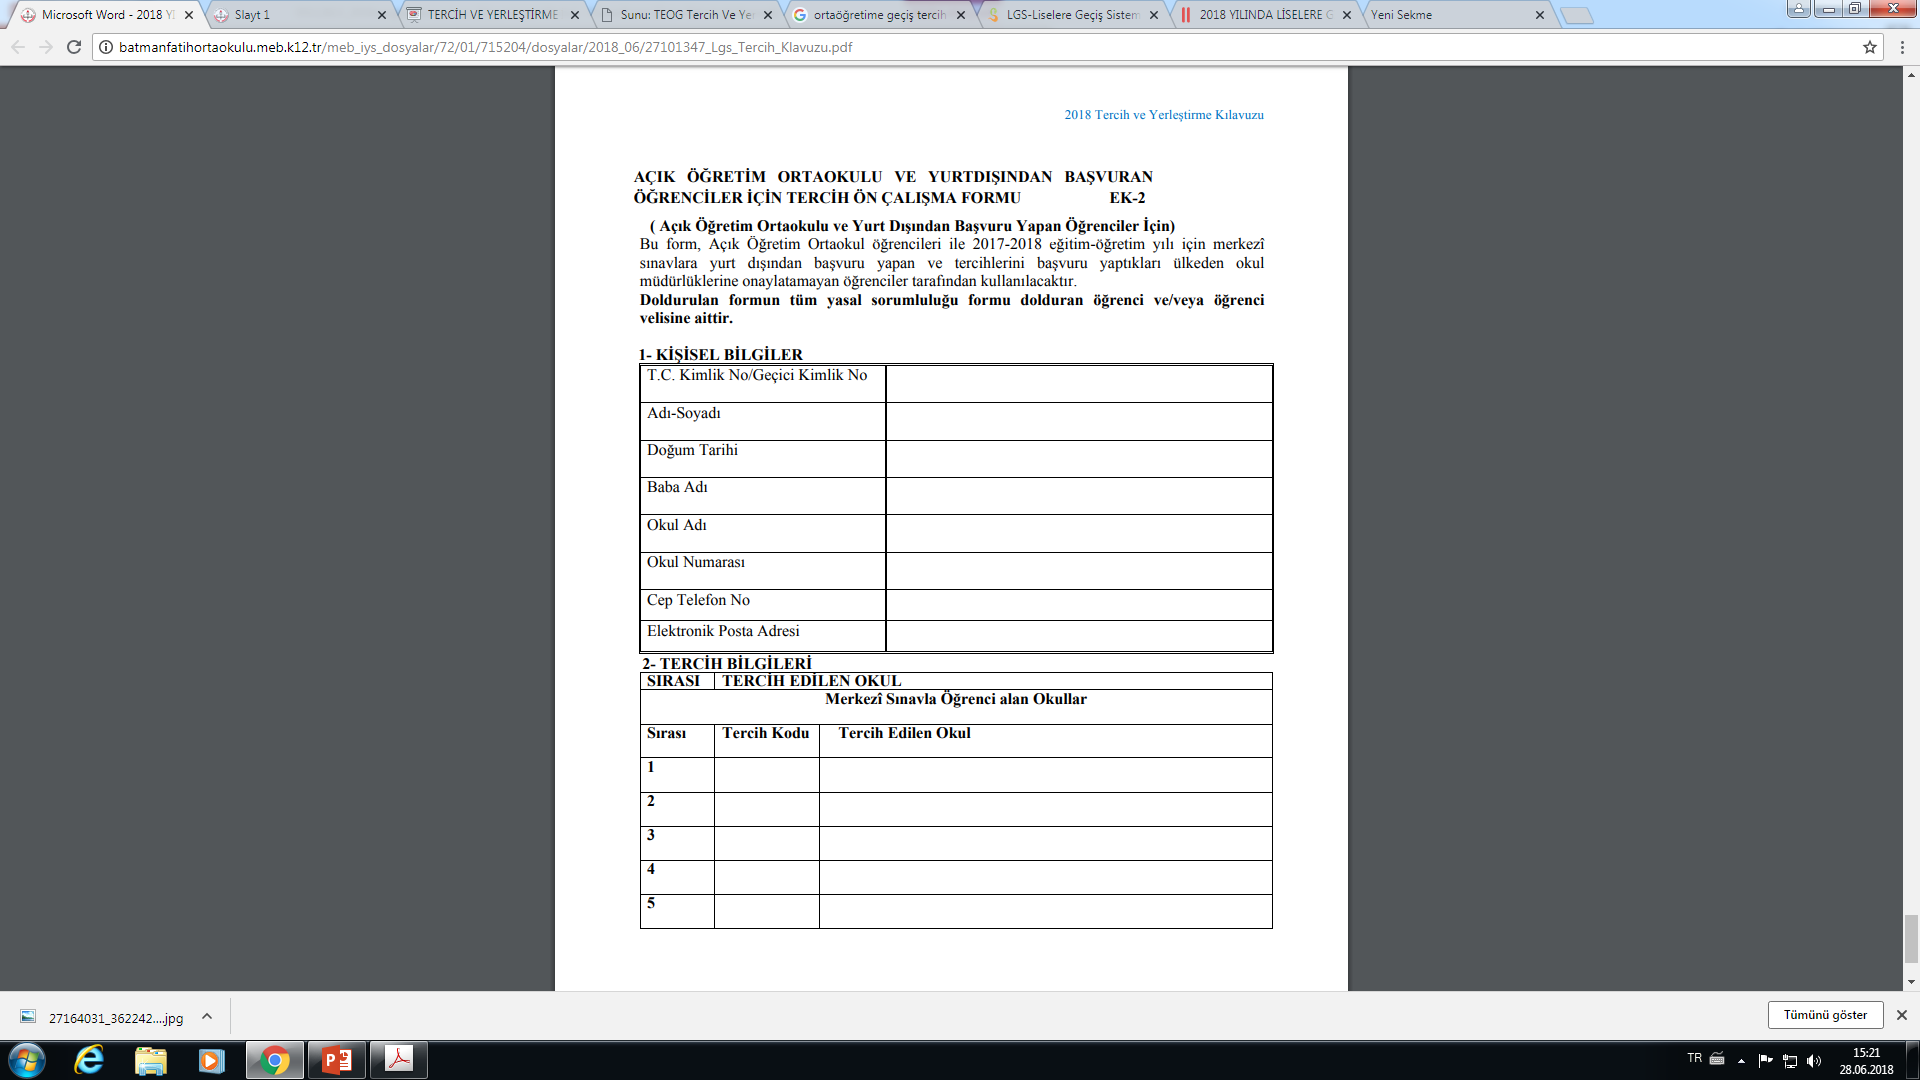 Microsoft Word - 2018 Yl
Slayt 1
TERCİH VE YERLEŞTİRME
Sunu: TEOG Tercih Ve Yer
ortaöğretime geçiş tercih
LGS-Liselere Geçiş Sistem
2018 YILINDA LİSELERE G
Yeni Sekme
batmanfatihortaokulu.meb.k12.tr/meb_iys_dosyalar/72/01/715204/dosyalar/2018_06/27101347_Lgs_Tercih_Klavuzu.pdf
2018 Tercih ve Yerleştirme Kılavuzu
AÇIK ÖĞRETİM ORTAOKULU VE YURTDIŞINDAN BAŞVURAN
ÖĞRENCİLER İÇİN TERCİH ÖN ÇALIŞMA FORMU EK-2
( Açık Öğretim Ortaokulu ve Yurt Dışından Başvuru Yapan Öğrenciler İçin)
Bu form, Açık Öğretim Ortaokul öğrencileri ile 2017-2018 eğitim-öğretim yılı için merkezî
sınavlara yurt dışından başvuru yapan ve tercihlerini başvuru yaptıkları ülkeden okul
müdürlüklerine onaylatamayan öğrenciler tarafından kullanılacaktır.
Doldurulan formun tüm yasal sorumluluğu formu dolduran öğrenci ve/veya öğrenci
velisine aittir.
1- KİŞİSEL BİLGİLER
T.C. Kimlik No/Geçici Kimlik No
Adı-Soyadı
Doğum Tarihi
Baba Adı
Okul Adı
Okul Numarası
Cep Telefon No
Elektronik Posta Adresi
2- TERCİH BİLGİLERİ
SIRASI TERCİH EDİLEN OKUL
Merkezî Sınavla Öğrenci alan Okullar
Sırası Tercih Kodu Tercih Edilen Okul
1
2
3
4
5
27164031_362242....jpg
Tümünü göster
TR
15:21
28.06.2018